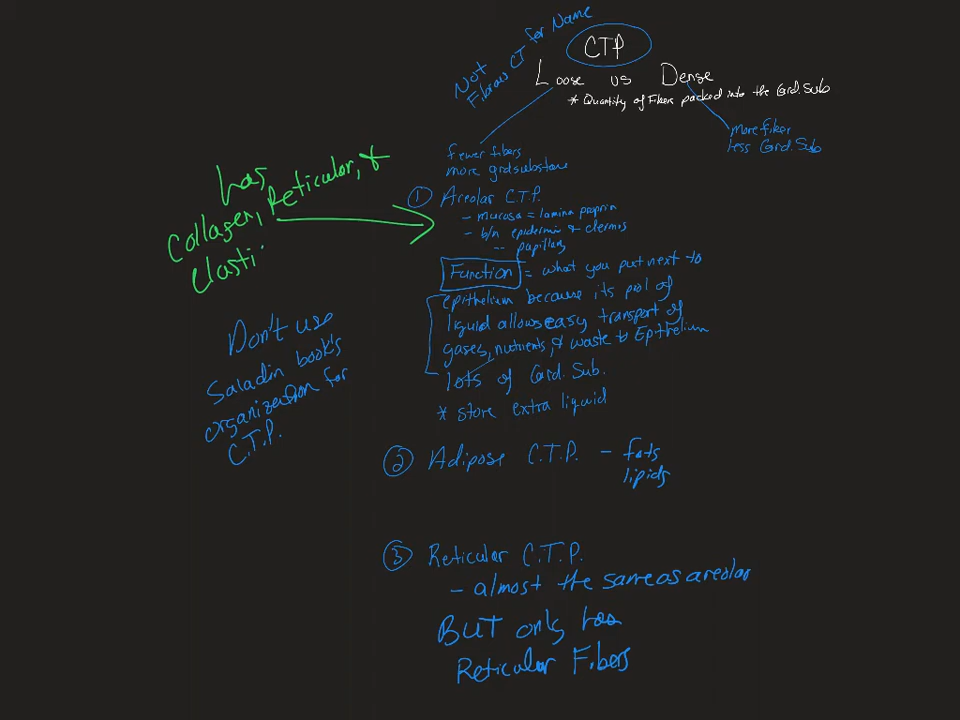 Not
Fibrous CT for Name
CTP
Loose vs Dense
* Quantity of Fibers packed into the Grd. Sub
fewer fibers
more grd substane
more fiber
less Grd. Sub
has
Collagen, Reticular, +
elasti
① Areolar C.T.P.
- mucosa = lamina propria
- b/n epidermis & dermis
-- papillary
Function = what you put next to
epithelium because its pool of
liquid allows easy transport of
gases, nutrients, & waste to Epthelium
lots of Grd. Sub.
* store extra liquid
Don't use
Saladin book's
organization for
C.T.P.
② Adipose C.T.P. - fats
lipids
③ Reticular C.T.P.
- almost the same as areolar
BUT only has
Reticular Fibers